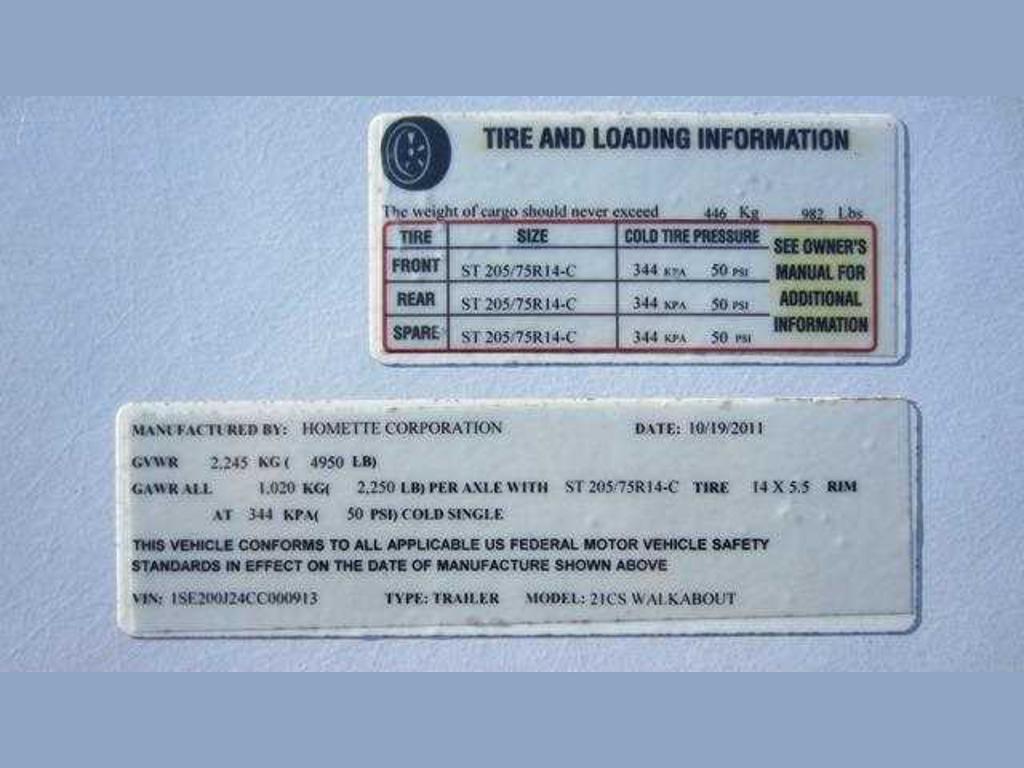 TIRE AND LOADING INFORMATION
The weight of cargo should never exceed 446 Kg 982 Lbs
TIRE SIZE COLD TIRE PRESSURE SEE OWNER'S
FRONT ST 205/75R14-C 344 KPA 50 PSI MANUAL FOR
REAR ST 205/75R14-C 344 KPA 50 PSI ADDITIONAL
SPARE ST 205/75R14-C 344 KPA 50 PSI INFORMATION
MANUFACTURED BY: HOMETTE CORPORATION DATE: 10/19/2011
GVWR 2,245 KG ( 4950 LB)
GAWR ALL 1,020 KG( 2,250 LB) PER AXLE WITH ST 205/75R14-C TIRE 14 X 5.5 RIM
AT 344 KPA( 50 PSI) COLD SINGLE
THIS VEHICLE CONFORMS TO ALL APPLICABLE US FEDERAL MOTOR VEHICLE SAFETY
STANDARDS IN EFFECT ON THE DATE OF MANUFACTURE SHOWN ABOVE
VIN: 1SE200J24CC000913 TYPE: TRAILER MODEL: 21CS WALKABOUT